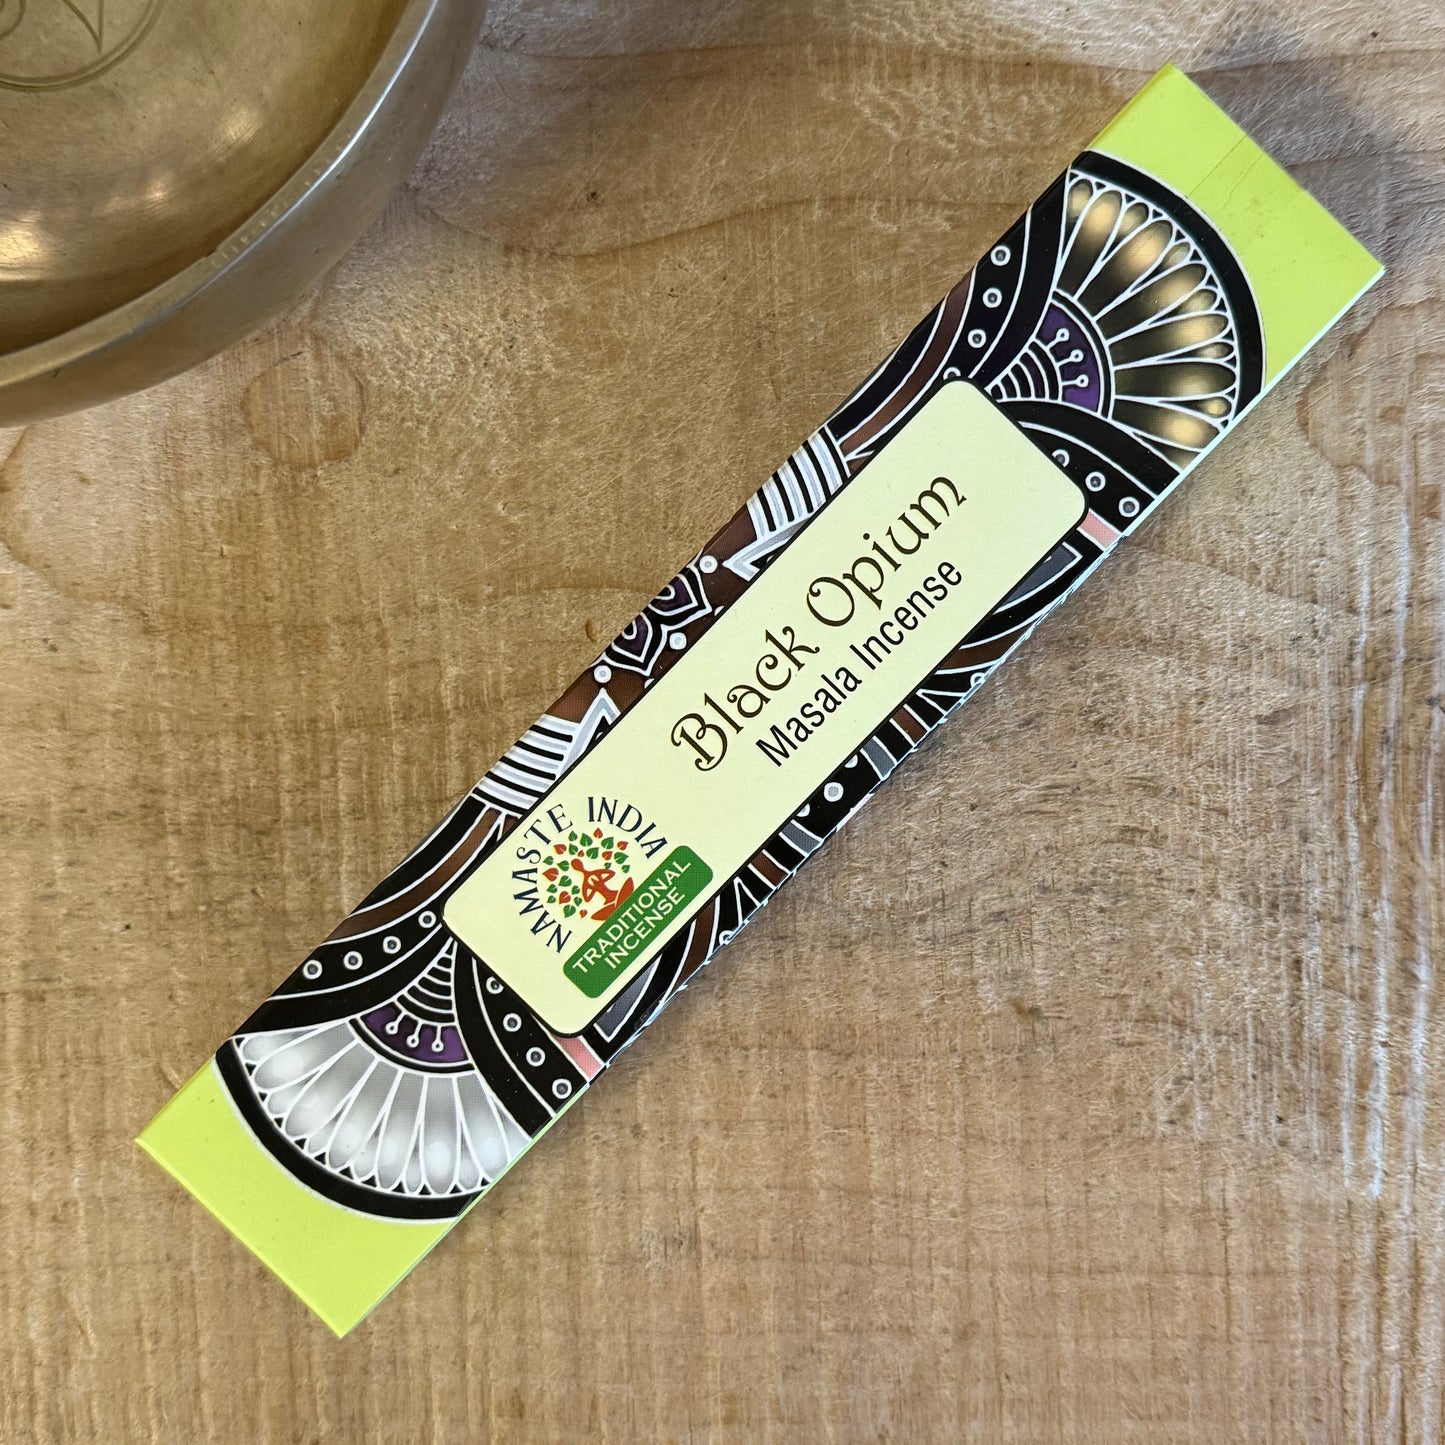 Black Opium
Masala Incense
NAMASTE INDIA
TRADITIONAL
INCENSE